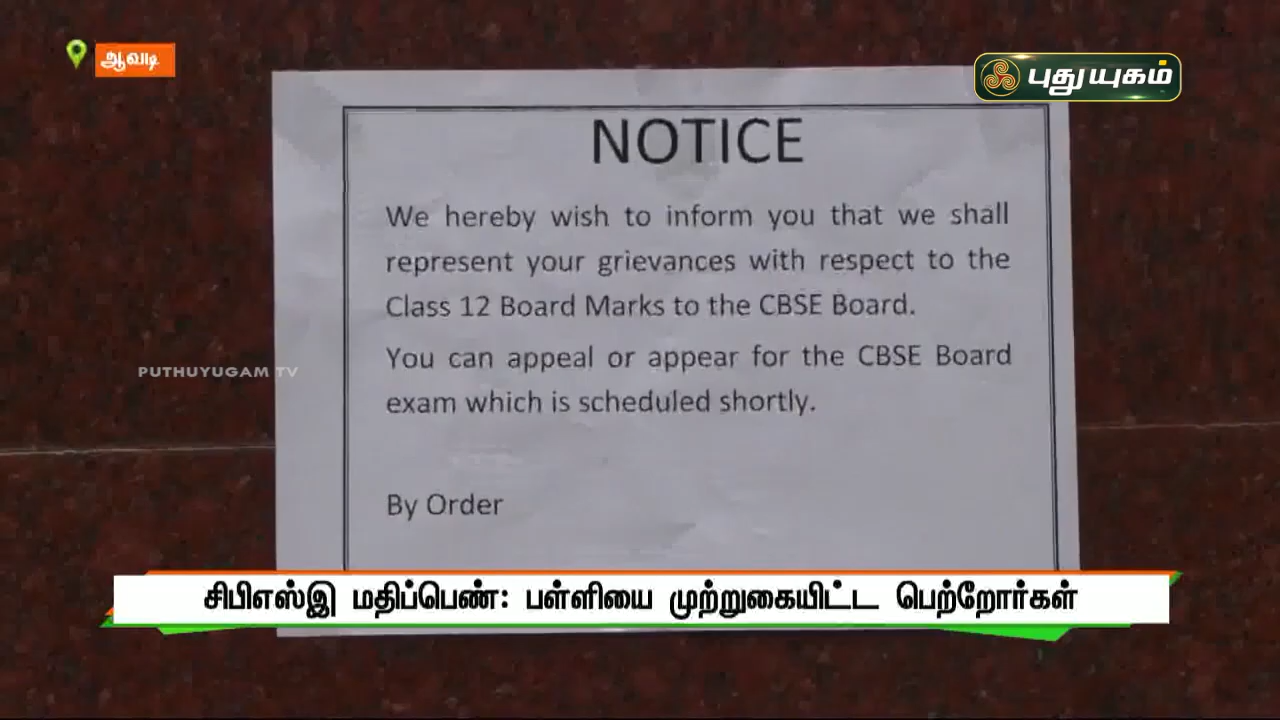 ஆவடி
புதுயுகம்
NOTICE
We hereby wish to inform you that we shall
represent your grievances with respect to the
Class 12 Board Marks to the CBSE Board.
You can appeal or appear for the CBSE Board
exam which is scheduled shortly.
PUTHUYUGAM TV
By Order
சிபிஎஸ்இ மதிப்பெண்: பள்ளியை முற்றுகையிட்ட பெற்றோர்கள்